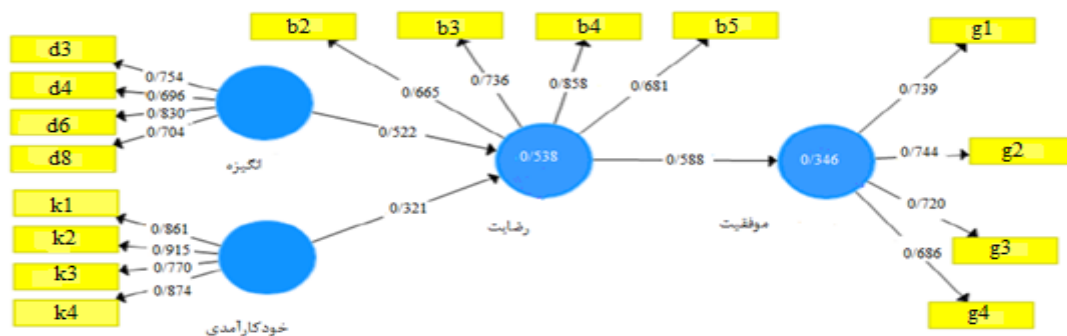 b2
b3
b4
b5
g1
d3
d4
d6
d8
0/754
0/696
0/830
0/704
0/665
0/736
0/858
0/681
0/739
انگیزه
0/522
0/538
0/588
0/346
0/744
g2
رضایت
موفقیت
0/720
g3
0/686
g4
k1
k2
k3
k4
0/861
0/915
0/770
0/874
0/321
خودکارآمدی